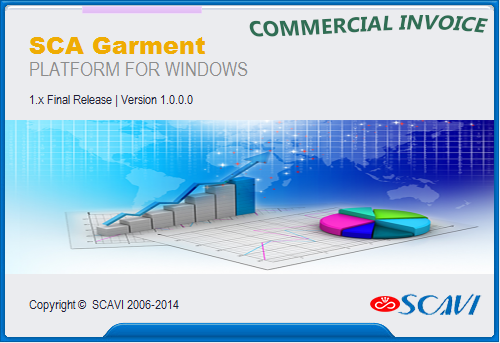 COMMERCIAL INVOICE
SCA Garment
PLATFORM FOR WINDOWS
1.x Final Release | Version 1.0.0.0
Copyright © SCAVI 2006-2014
SCAVI